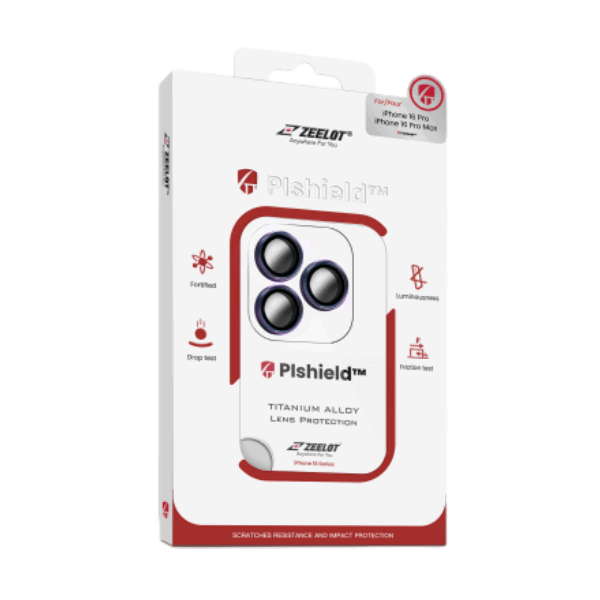 For/Pour
iPhone 16 Pro
iPhone 16 Pro Max
ZEELOT®
Anywhere For You
ZEELOT™
PIshield™
Fortified
Luminousness
Drop test
F
Friction test
PIshield™
TITANIUM ALLOY
LENS PROTECTION
ZEELOT®
Anywhere For You
iPhone 16 Series
SCRATCHES RESISTANCE AND IMPACT PROTECTION